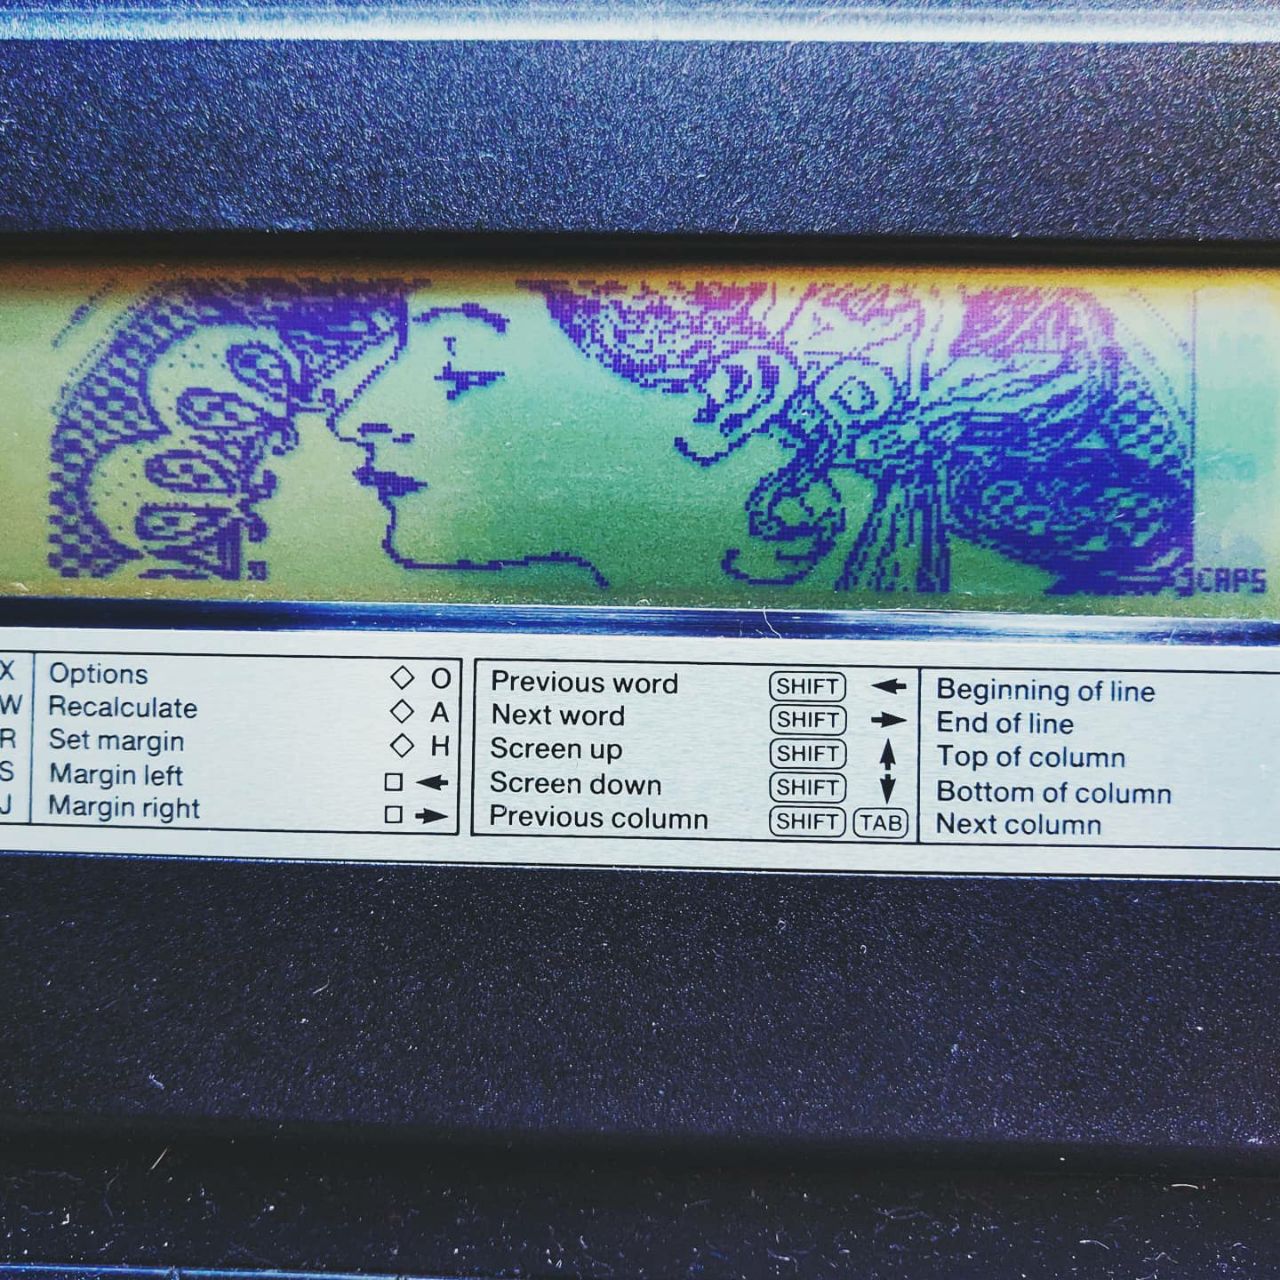 CAPS
X Options ◇ O Previous word SHIFT ← Beginning of line
W Recalculate ◇ A Next word SHIFT → End of line
R Set margin ◇ H Screen up SHIFT ↑ Top of column
S Margin left □ ← Screen down SHIFT ↓ Bottom of column
J Margin right □ → Previous column SHIFT TAB Next column